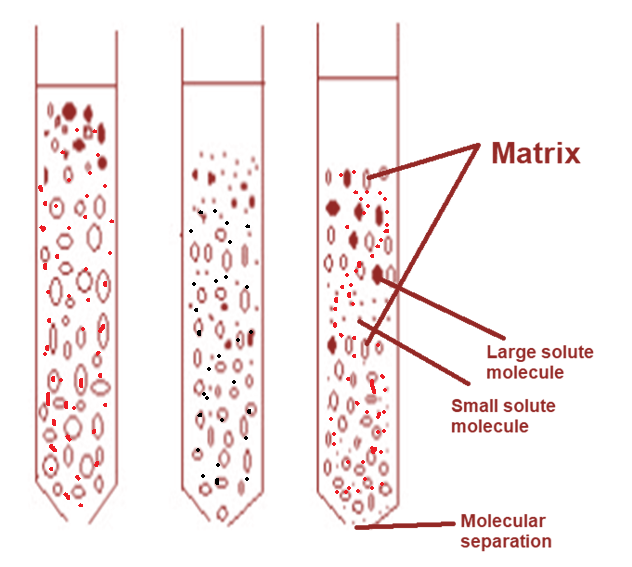 Matrix
Large solute
molecule
Small solute
molecule
Molecular
separation